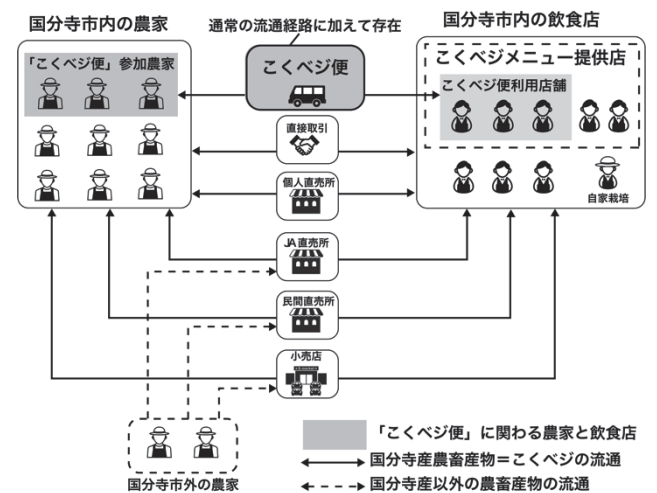 国分寺市内の農家
通常の流通経路に加えて存在
国分寺市内の飲食店
「こくベジ便」参加農家
こくベジ便
こくベジメニュー提供店
こくベジ便利用店舗
直接取引
個人直売所
自家栽培
JA直売所
民間直売所
小売店
国分寺市外の農家
「こくベジ便」に関わる農家と飲食店
国分寺産農畜産物＝こくベジの流通
国分寺産以外の農畜産物の流通